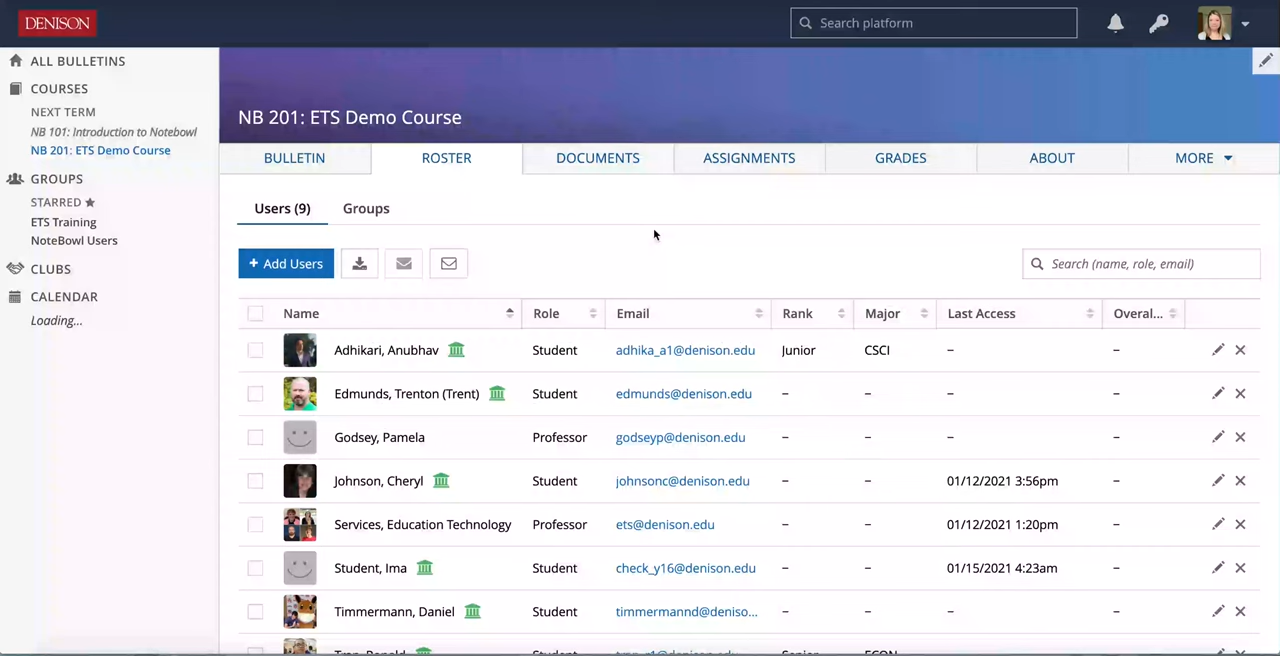 DENISON
Search platform
ALL BULLETINS
COURSES
NEXT TERM
NB 101: Introduction to Notebowl
NB 201: ETS Demo Course
GROUPS
STARRED
ETS Training
NoteBowl Users
CLUBS
CALENDAR
Loading...
NB 201: ETS Demo Course
BULLETIN ROSTER DOCUMENTS ASSIGNMENTS GRADES ABOUT MORE
Users (9) Groups
+ Add Users
Search (name, role, email)
Name Role Email Rank Major Last Access Overal...
Adhikari, Anubhav Student adhika_a1@denison.edu Junior CSCI – –
Edmunds, Trenton (Trent) Student edmunds@denison.edu – – – –
Godsey, Pamela Professor godseyp@denison.edu – – – –
Johnson, Cheryl Student johnsonc@denison.edu – – 01/12/2021 3:56pm –
Services, Education Technology Professor ets@denison.edu – – 01/12/2021 1:20pm –
Student, Ima Student check_y16@denison.edu – – 01/15/2021 4:23am –
Timmermann, Daniel Student timmermannd@deniso... – – – –